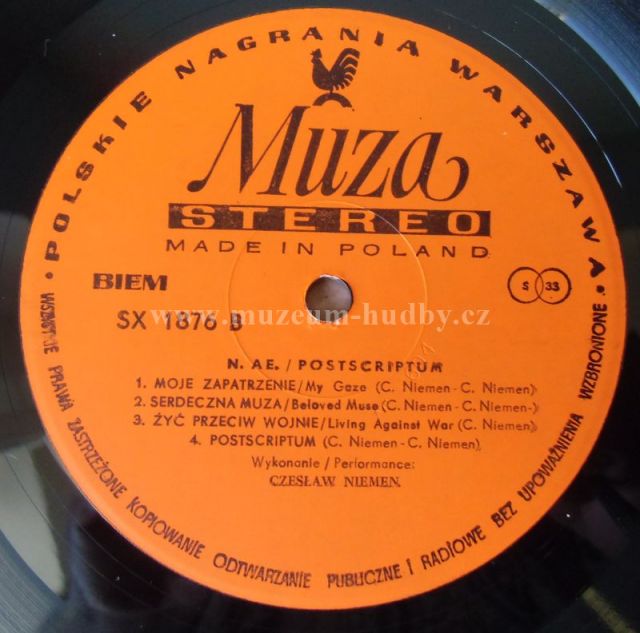 • POLSKIE NAGRANIA WARSZAWA •
Muza
STEREO
MADE IN POLAND
BIEM
S 33
SX 1876 B
www.muzeum-hudby.cz
N. AE. / POSTSCRIPTUM
1. MOJE ZAPATRZENIE/My Gaze (C. Niemen - C. Niemen)
2. SERDECZNA MUZA/Beloved Muse (C. Niemen - C. Niemen-)
3. ŻYĆ PRZECIW WOJNIE/Living Against War (C. Niemen - C. Niemen)
4. POSTSCRIPTUM (C. Niemen - C. Niemen)
Wykonanie / Performance:
CZESŁAW NIEMEN
PRAWA ZASTRZEŻONE KOPIOWANIE ODTWARZANIE PUBLICZNE I RADIOWE BEZ UPOWAŻNIENIA WZBRONIONE